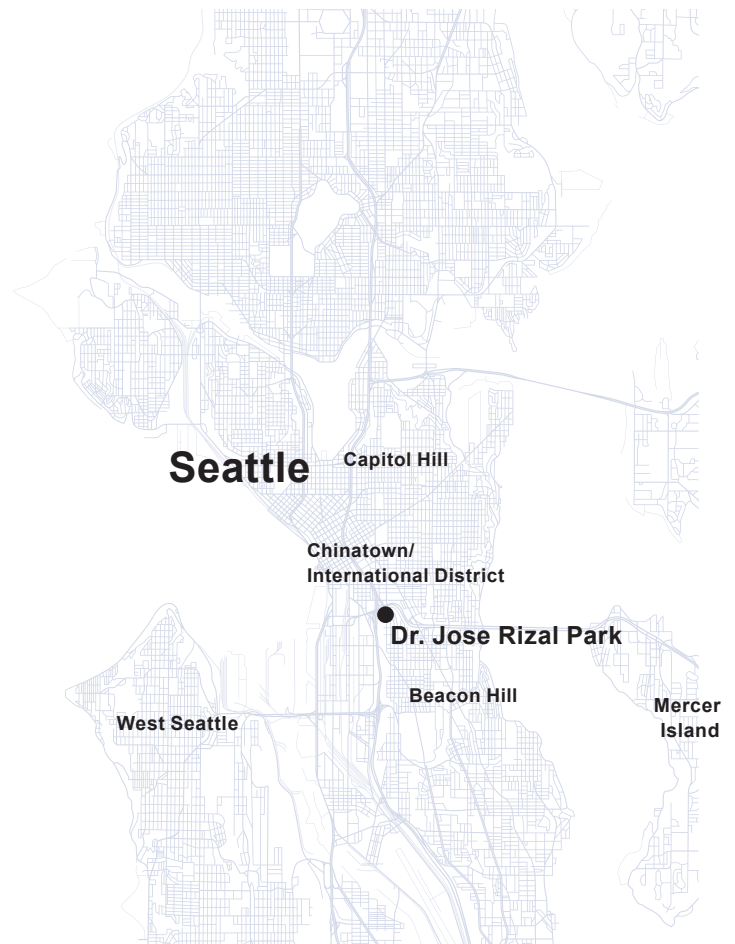 Seattle
Capitol Hill
Chinatown/
International District
Dr. Jose Rizal Park
Beacon Hill
West Seattle
Mercer
Island